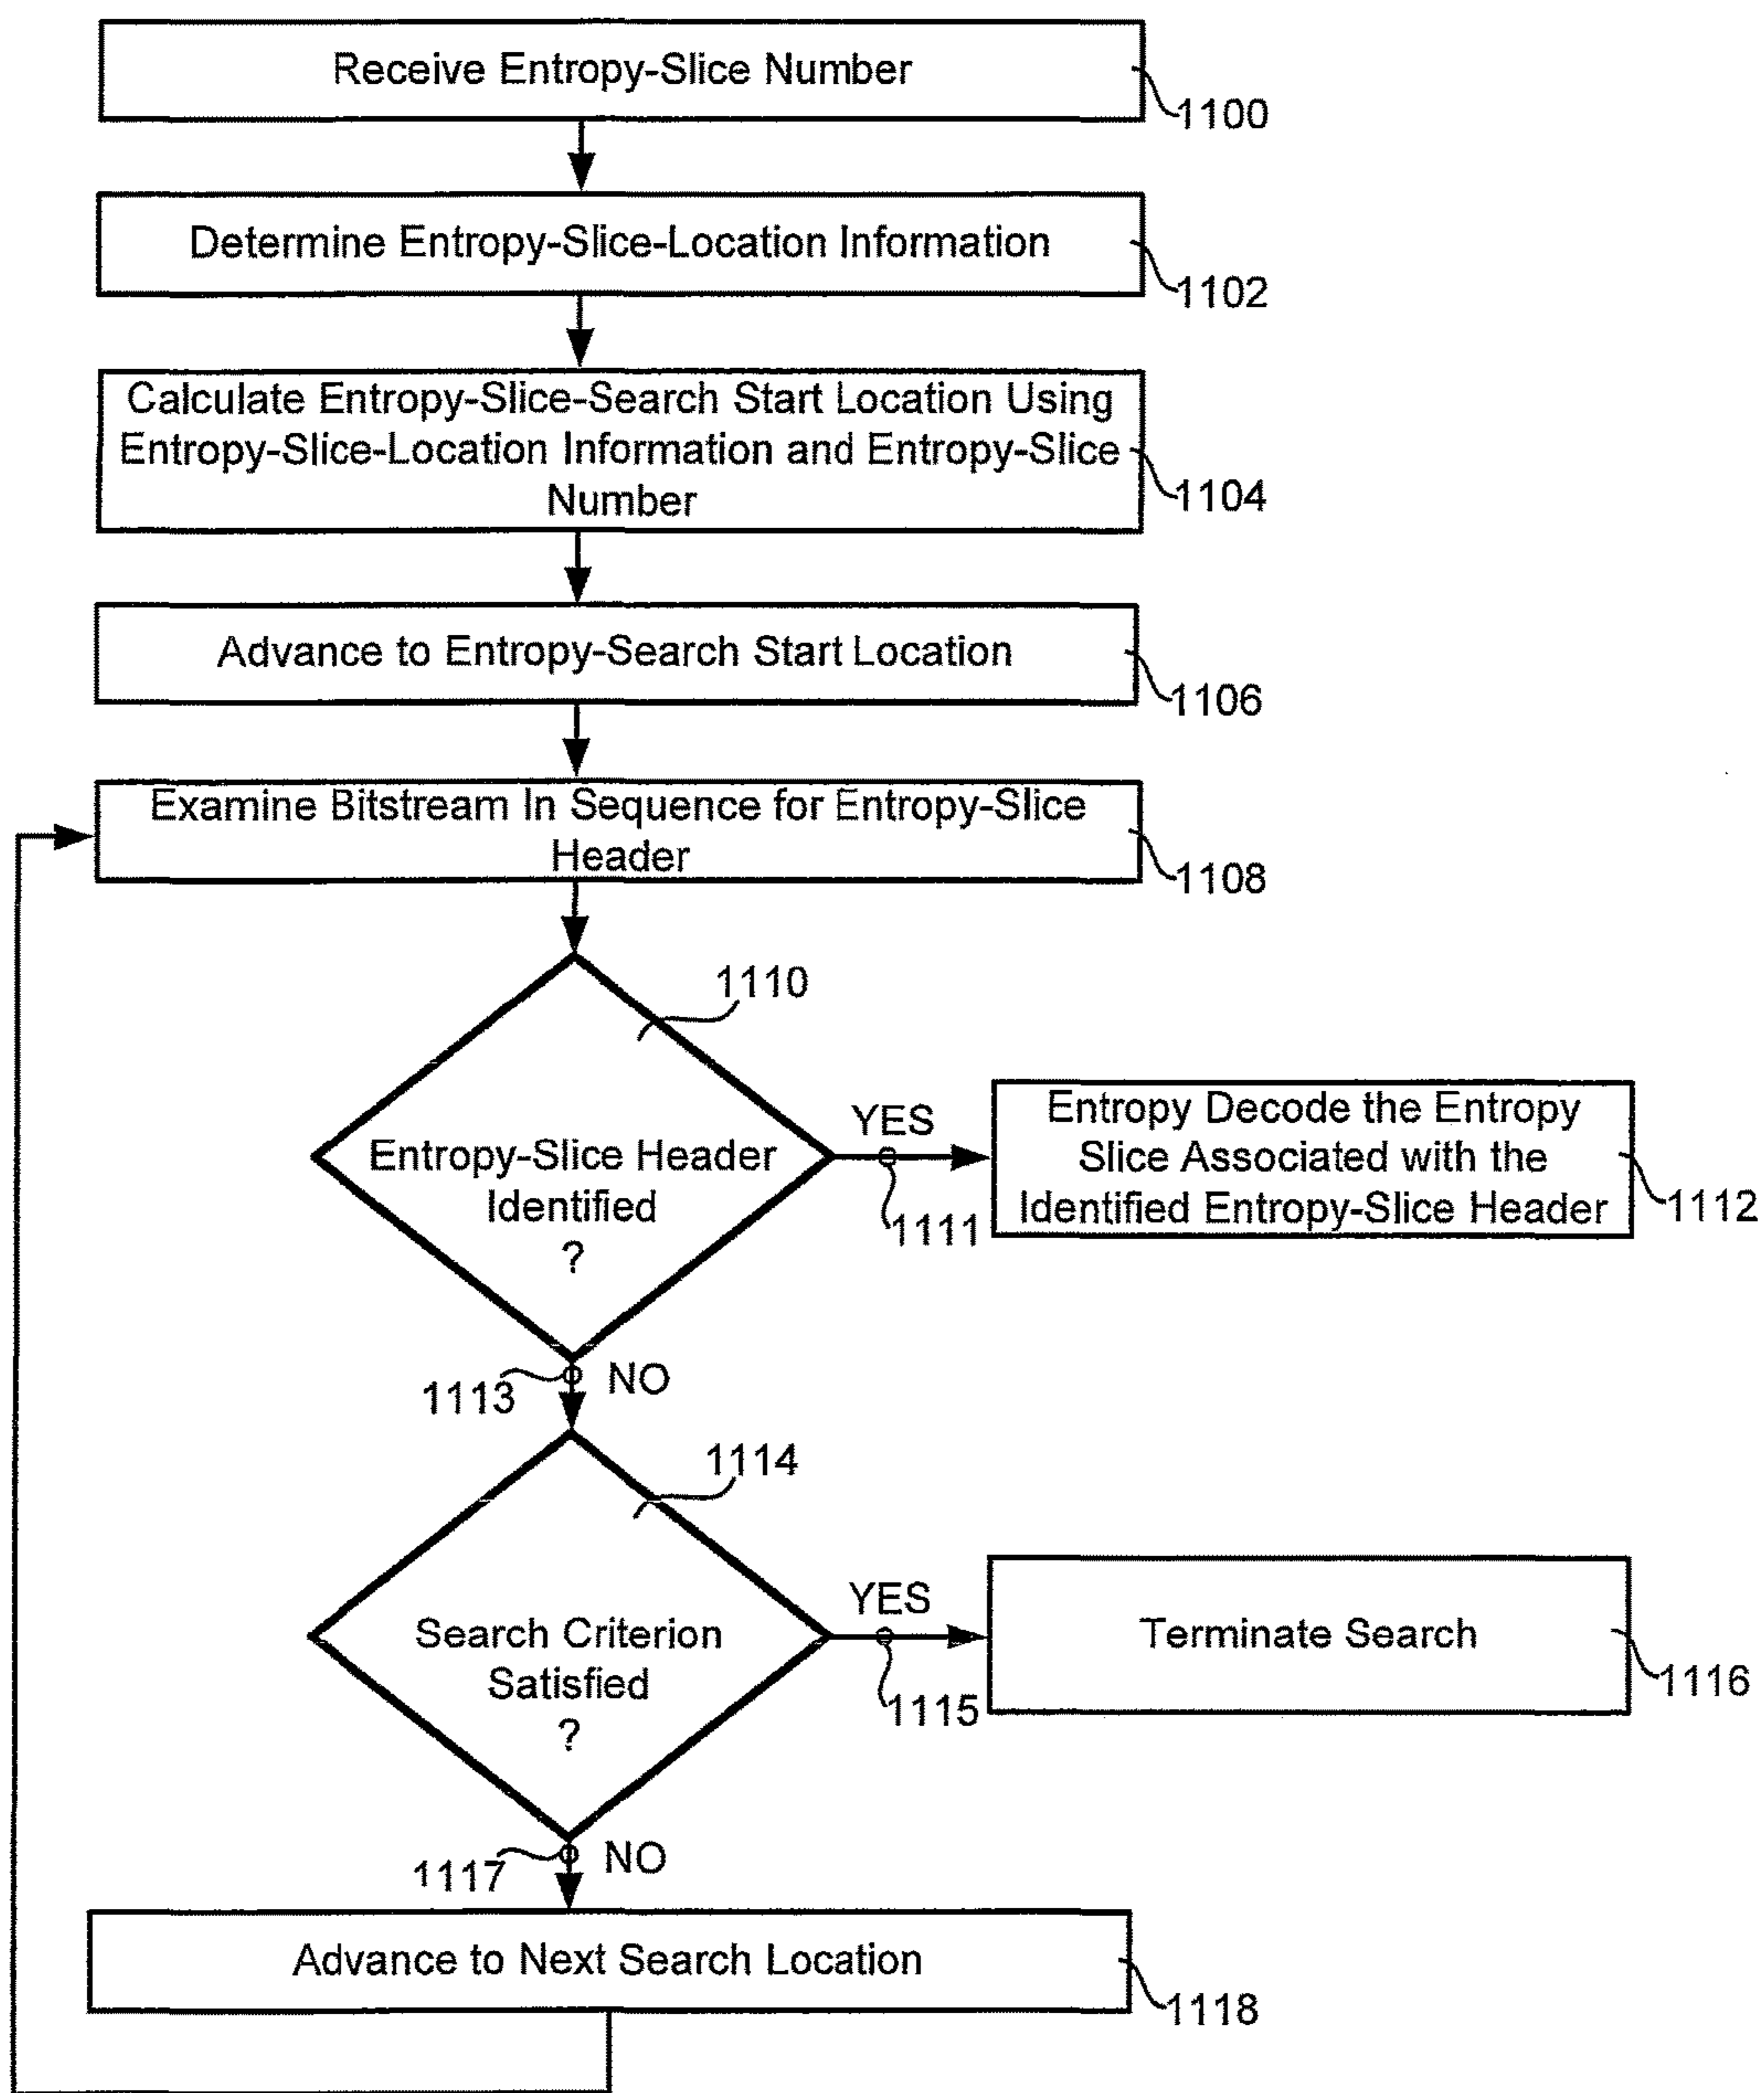 Receive Entropy-Slice Number
1100
Determine Entropy-Slice-Location Information
1102
Calculate Entropy-Slice-Search Start Location Using
Entropy-Slice-Location Information and Entropy-Slice
Number
1104
Advance to Entropy-Search Start Location
1106
Examine Bitstream In Sequence for Entropy-Slice
Header
1108
1110
Entropy-Slice Header
Identified
?
YES
1111
Entropy Decode the Entropy
Slice Associated with the
Identified Entropy-Slice Header
1112
1113
NO
1114
Search Criterion
Satisfied
?
YES
1115
Terminate Search
1116
1117
NO
Advance to Next Search Location
1118